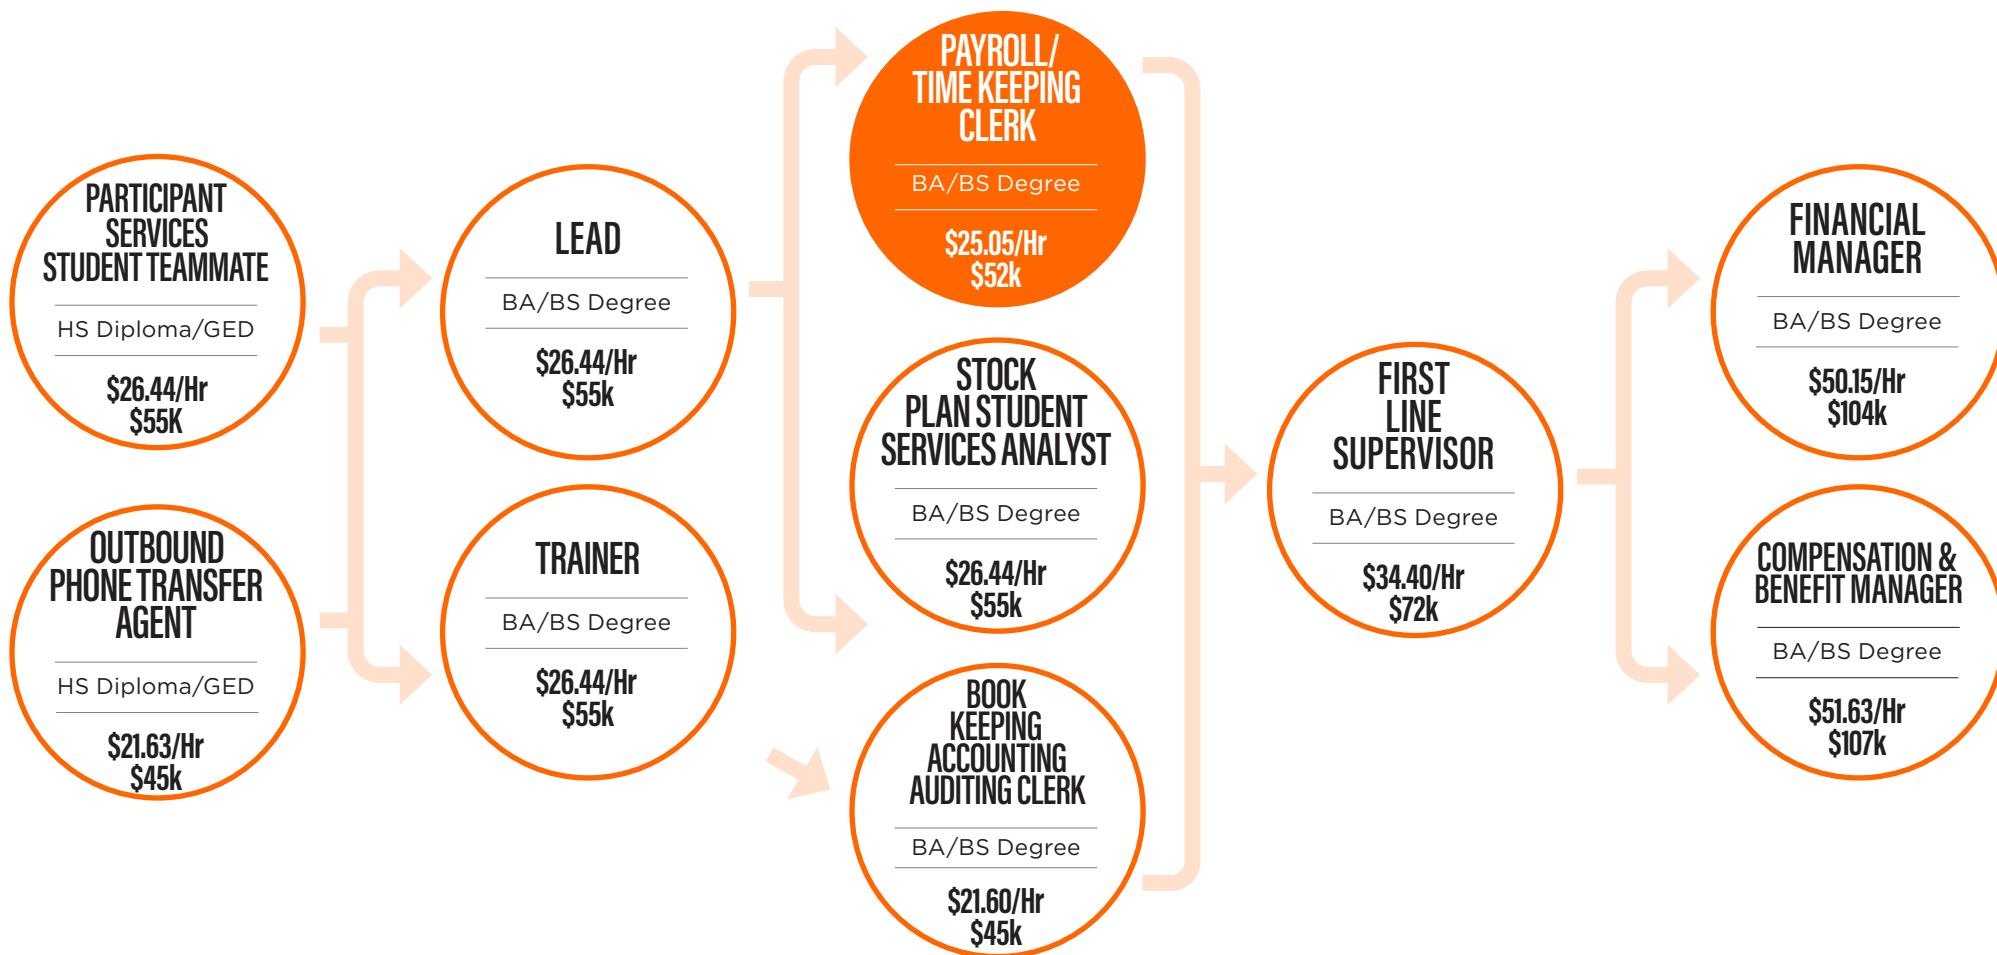 PARTICIPANT
SERVICES
STUDENT TEAMMATE
HS Diploma/GED
$26.44/Hr
$55K
OUTBOUND
PHONE TRANSFER
AGENT
HS Diploma/GED
$21.63/Hr
$45k
LEAD
BA/BS Degree
$26.44/Hr
$55k
TRAINER
BA/BS Degree
$26.44/Hr
$55k
PAYROLL/
TIME KEEPING
CLERK
BA/BS Degree
$25.05/Hr
$52k
STOCK
PLAN STUDENT
SERVICES ANALYST
BA/BS Degree
$26.44/Hr
$55k
BOOK
KEEPING
ACCOUNTING
AUDITING CLERK
BA/BS Degree
$21.60/Hr
$45k
FIRST
LINE
SUPERVISOR
BA/BS Degree
$34.40/Hr
$72k
FINANCIAL
MANAGER
BA/BS Degree
$50.15/Hr
$104k
COMPENSATION &
BENEFIT MANAGER
BA/BS Degree
$51.63/Hr
$107k